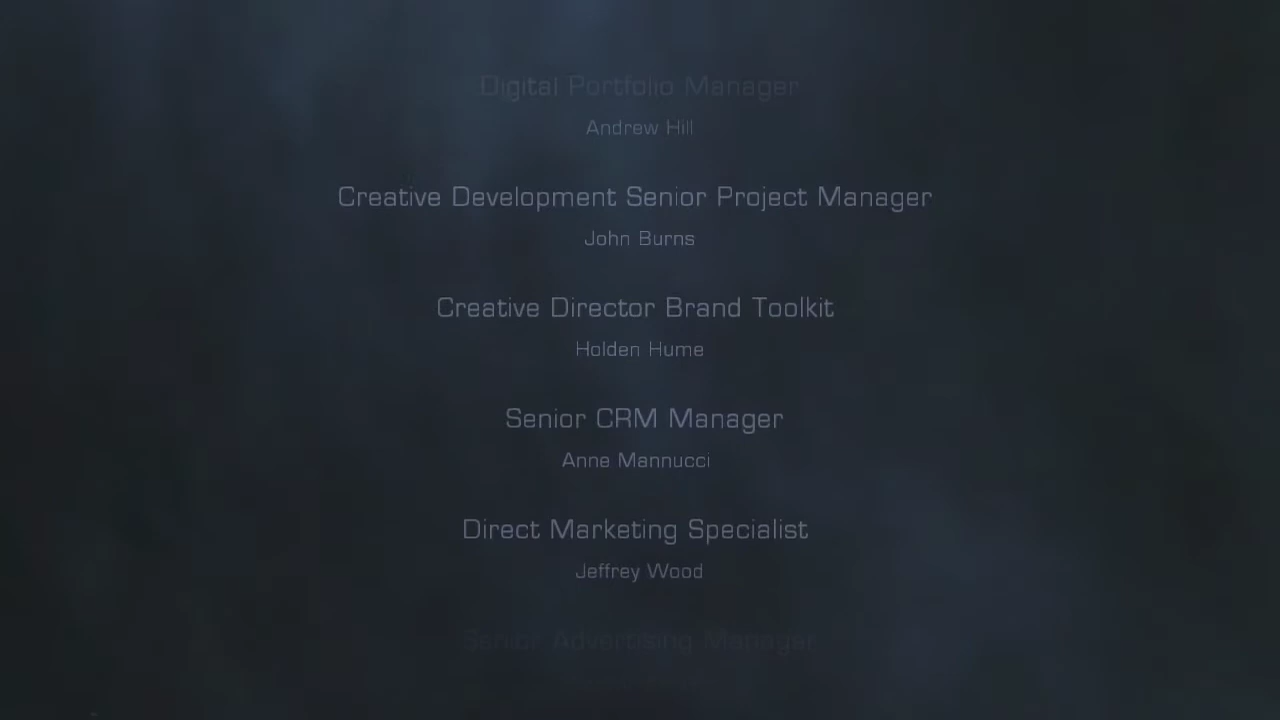 Digital Portfolio Manager
Andrew Hill
Creative Development Senior Project Manager
John Burns
Creative Director Brand Toolkit
Holden Hume
Senior CRM Manager
Anne Mannucci
Direct Marketing Specialist
Jeffrey Wood
Senior Advertising Manager